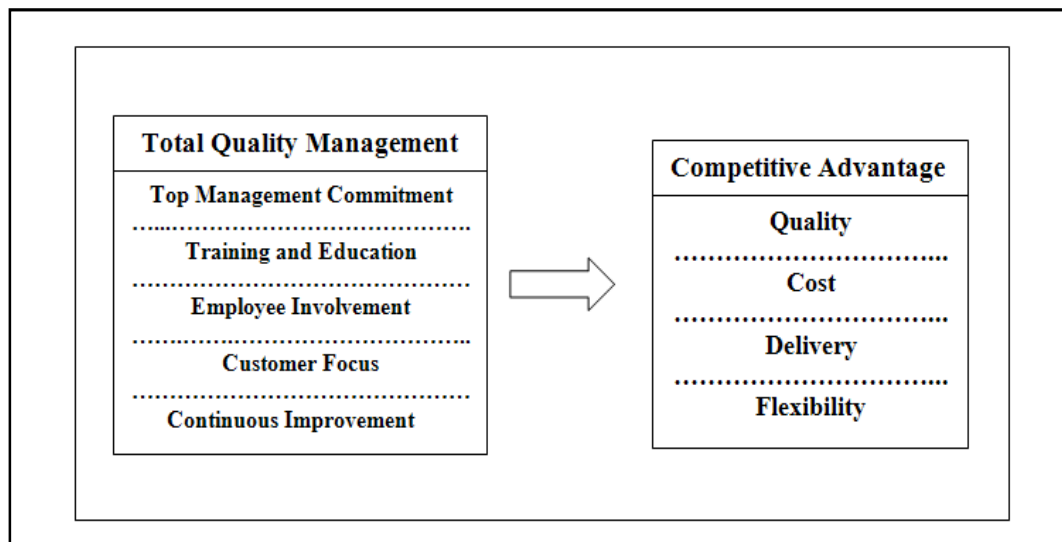 Total Quality Management
Top Management Commitment
…...………………………………….
Training and Education
………………………………………
Employee Involvement
…….…….…………………………..
Customer Focus
………………………………………
Continuous Improvement
Competitive Advantage
Quality
…………………………....
Cost
…………………………....
Delivery
…………………………....
Flexibility